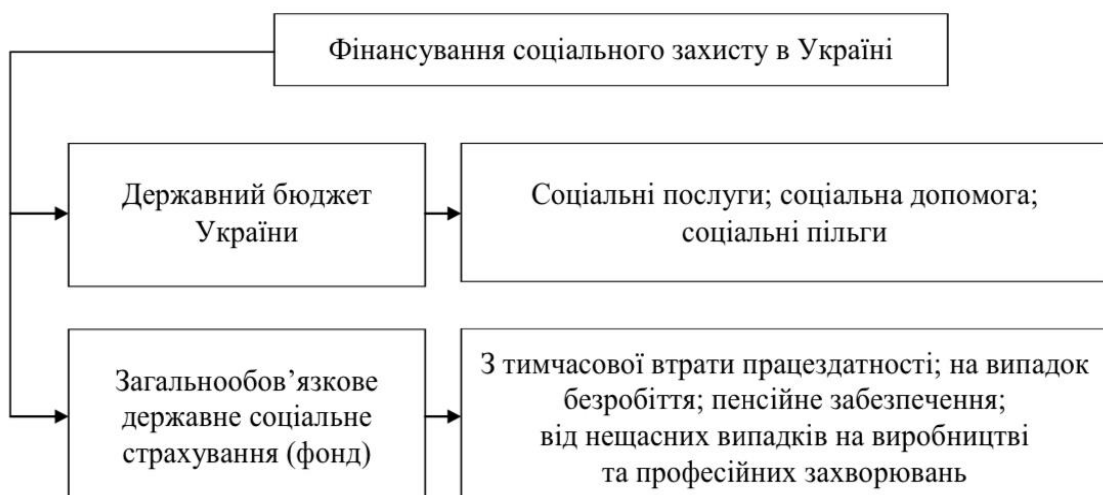 Фінансування соціального захисту в Україні
Державний бюджет
України
Соціальні послуги; соціальна допомога;
соціальні пільги
Загальнообов’язкове
державне соціальне
страхування (фонд)
З тимчасової втрати працездатності; на випадок
безробіття; пенсійне забезпечення;
від нещасних випадків на виробництві
та професійних захворювань